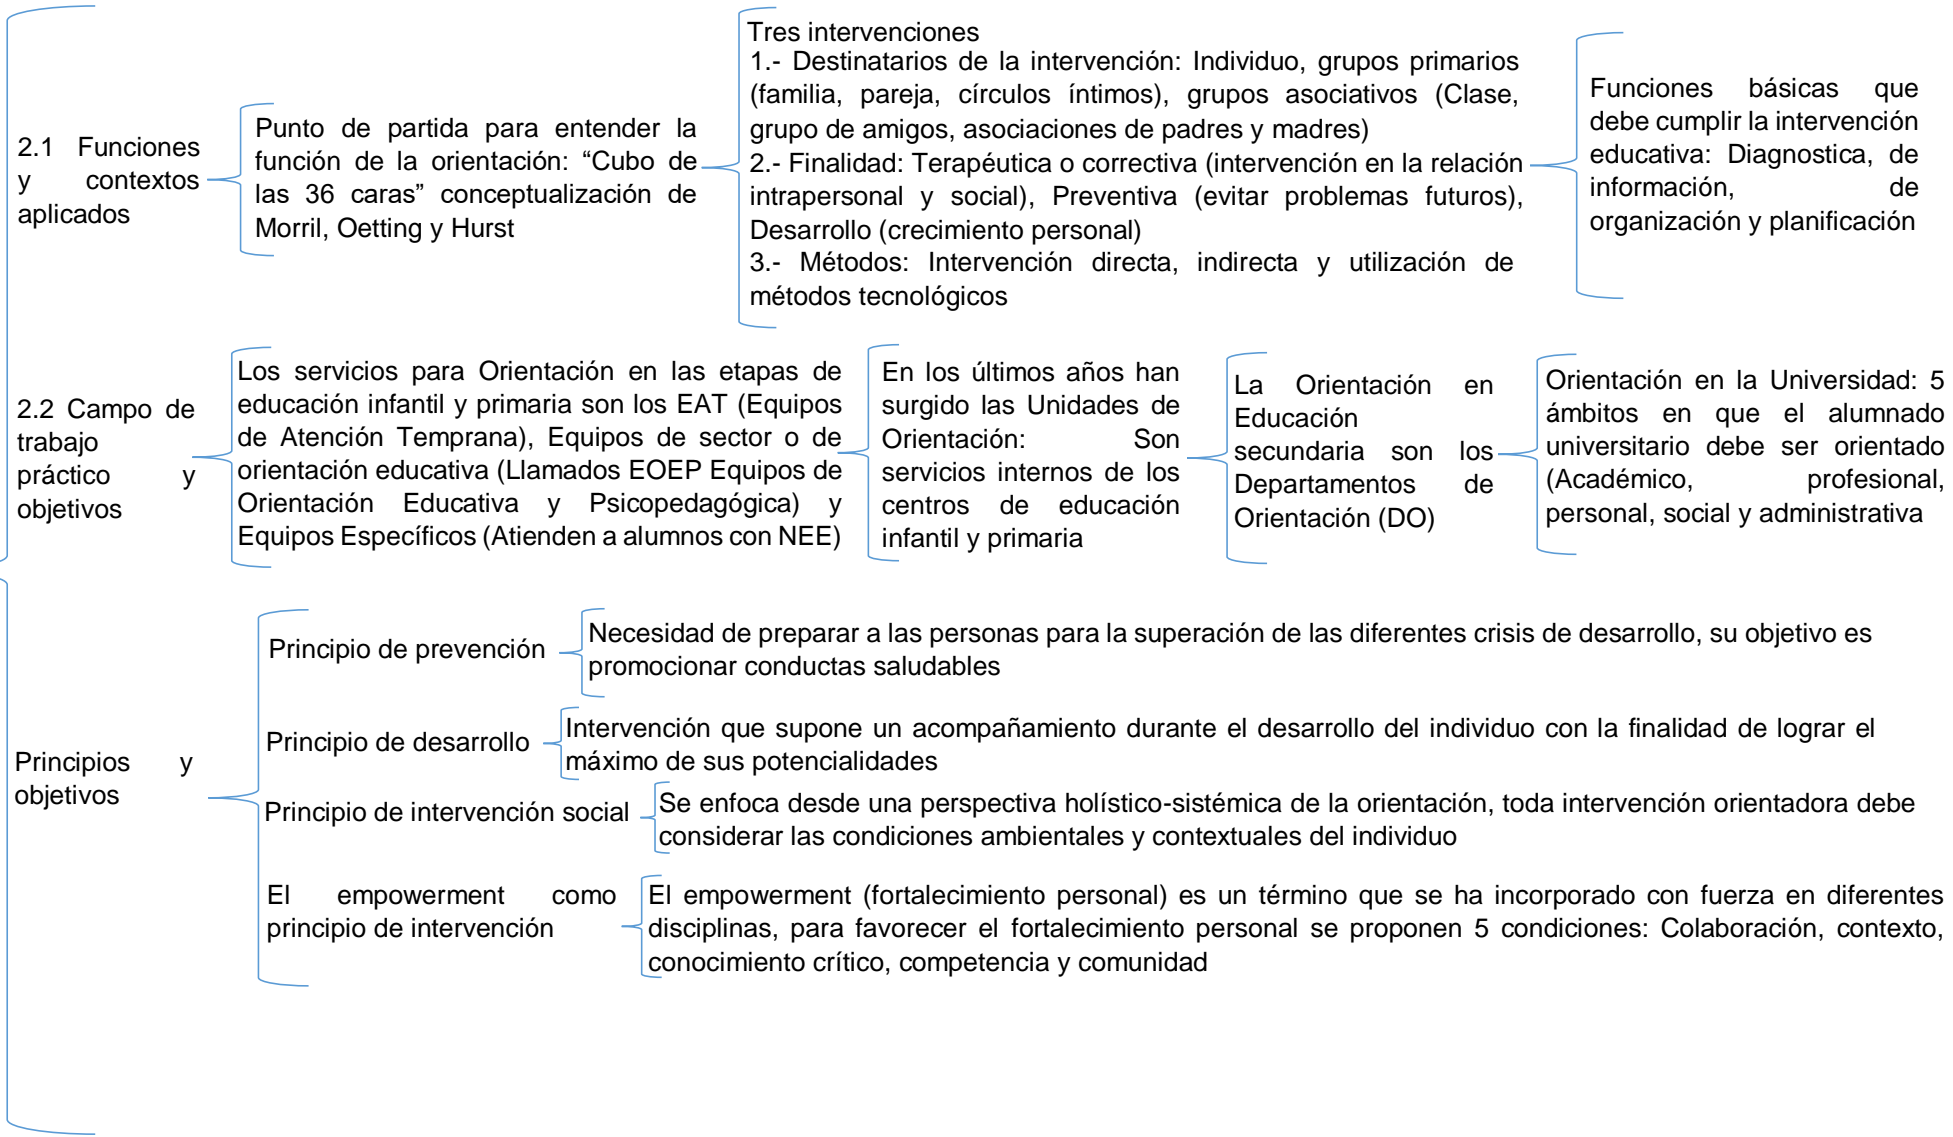 2.1 Funciones
y contextos
aplicados
Punto de partida para entender la
función de la orientación: “Cubo de
las 36 caras” conceptualización de
Morril, Oetting y Hurst
Tres intervenciones
1.- Destinatarios de la intervención: Individuo, grupos primarios
(familia, pareja, círculos íntimos), grupos asociativos (Clase,
grupo de amigos, asociaciones de padres y madres)
2.- Finalidad: Terapéutica o correctiva (intervención en la relación
intrapersonal y social), Preventiva (evitar problemas futuros),
Desarrollo (crecimiento personal)
3.- Métodos: Intervención directa, indirecta y utilización de
métodos tecnológicos
Funciones básicas que
debe cumplir la intervención
educativa: Diagnostica, de
información, de
organización y planificación
2.2 Campo de
trabajo
práctico y
objetivos
Los servicios para Orientación en las etapas de
educación infantil y primaria son los EAT (Equipos
de Atención Temprana), Equipos de sector o de
orientación educativa (Llamados EOEP Equipos de
Orientación Educativa y Psicopedagógica) y
Equipos Específicos (Atienden a alumnos con NEE)
En los últimos años han
surgido las Unidades de
Orientación: Son
servicios internos de los
centros de educación
infantil y primaria
La Orientación en
Educación
secundaria son los
Departamentos de
Orientación (DO)
Orientación en la Universidad: 5
ámbitos en que el alumnado
universitario debe ser orientado
(Académico, profesional,
personal, social y administrativa
Principios y
objetivos
Principio de prevención
Necesidad de preparar a las personas para la superación de las diferentes crisis de desarrollo, su objetivo es
promocionar conductas saludables
Principio de desarrollo
Intervención que supone un acompañamiento durante el desarrollo del individuo con la finalidad de lograr el
máximo de sus potencialidades
Principio de intervención social
Se enfoca desde una perspectiva holístico-sistémica de la orientación, toda intervención orientadora debe
considerar las condiciones ambientales y contextuales del individuo
El empowerment como
principio de intervención
El empowerment (fortalecimiento personal) es un término que se ha incorporado con fuerza en diferentes
disciplinas, para favorecer el fortalecimiento personal se proponen 5 condiciones: Colaboración, contexto,
conocimiento crítico, competencia y comunidad